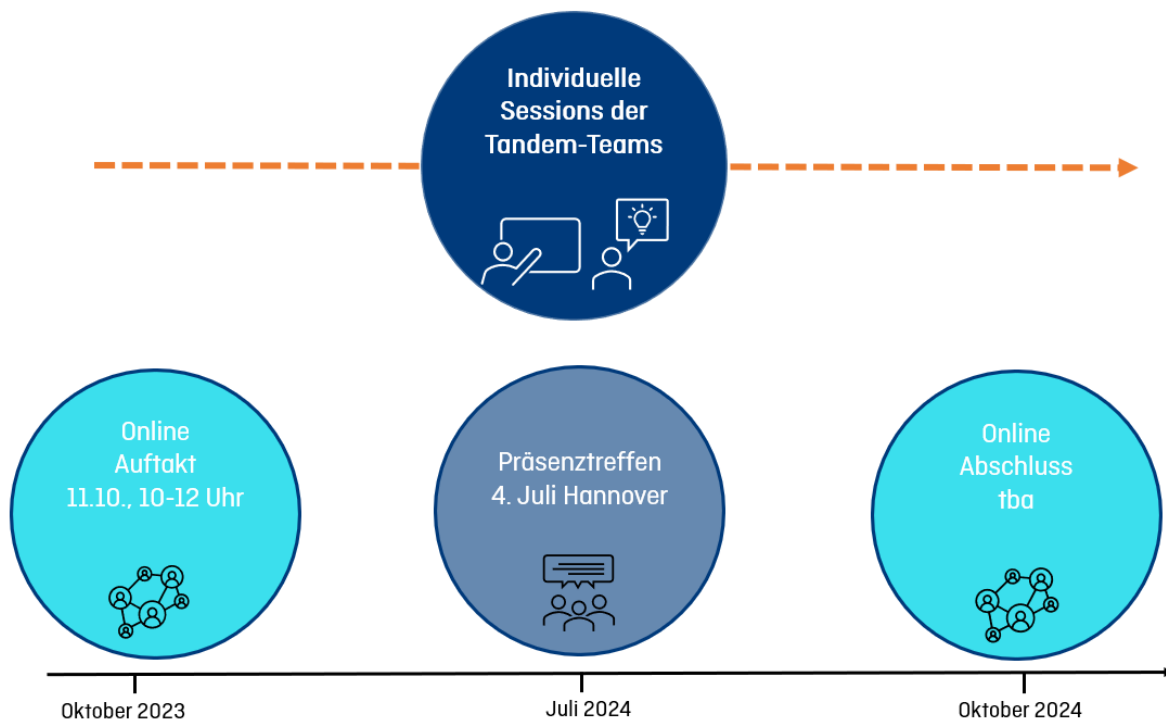 Individuelle
Sessions der
Tandem-Teams
Online
Auftakt
11.10., 10-12 Uhr
Präsenztreffen
4. Juli Hannover
Online
Abschluss
tba
Oktober 2023
Juli 2024
Oktober 2024